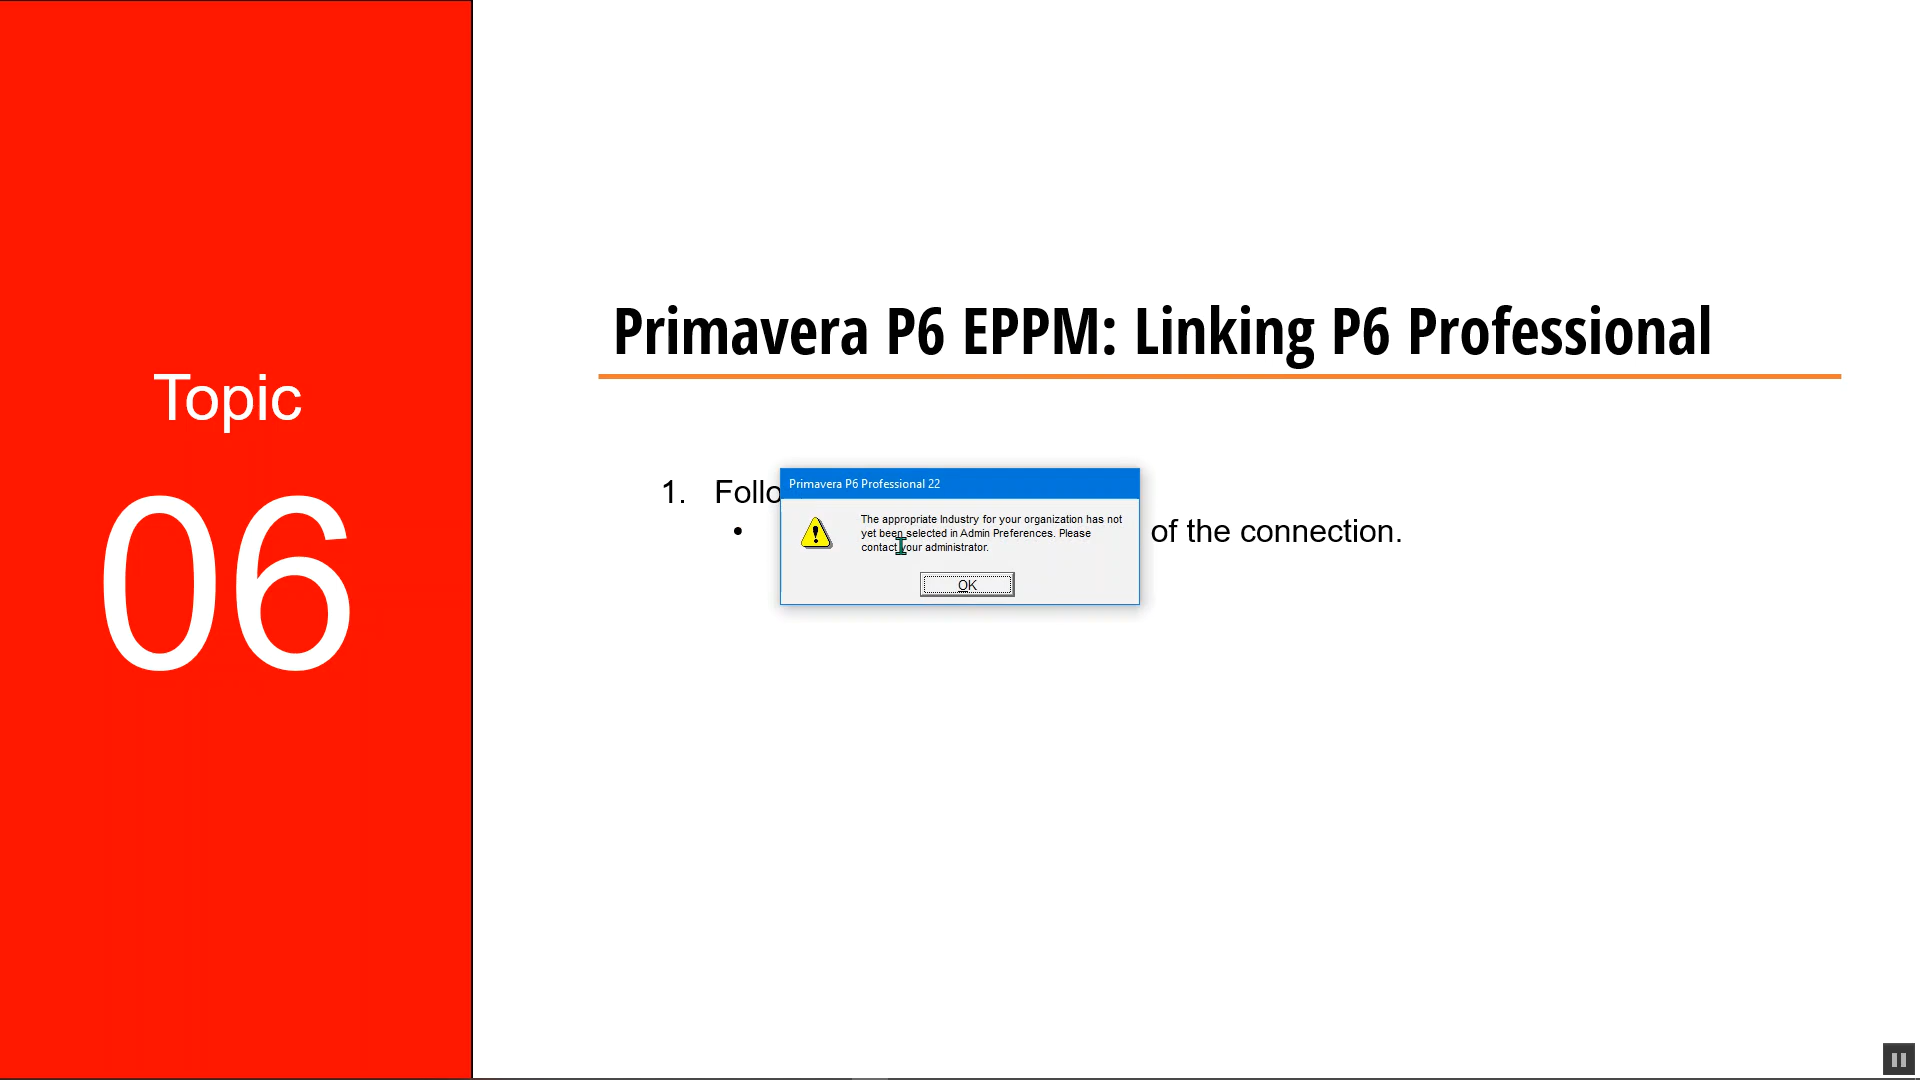 Topic
06
Primavera P6 EPPM: Linking P6 Professional
1. Follo
• of the connection.
Primavera P6 Professional 22
The appropriate Industry for your organization has not
yet been selected in Admin Preferences. Please
contact your administrator.
OK